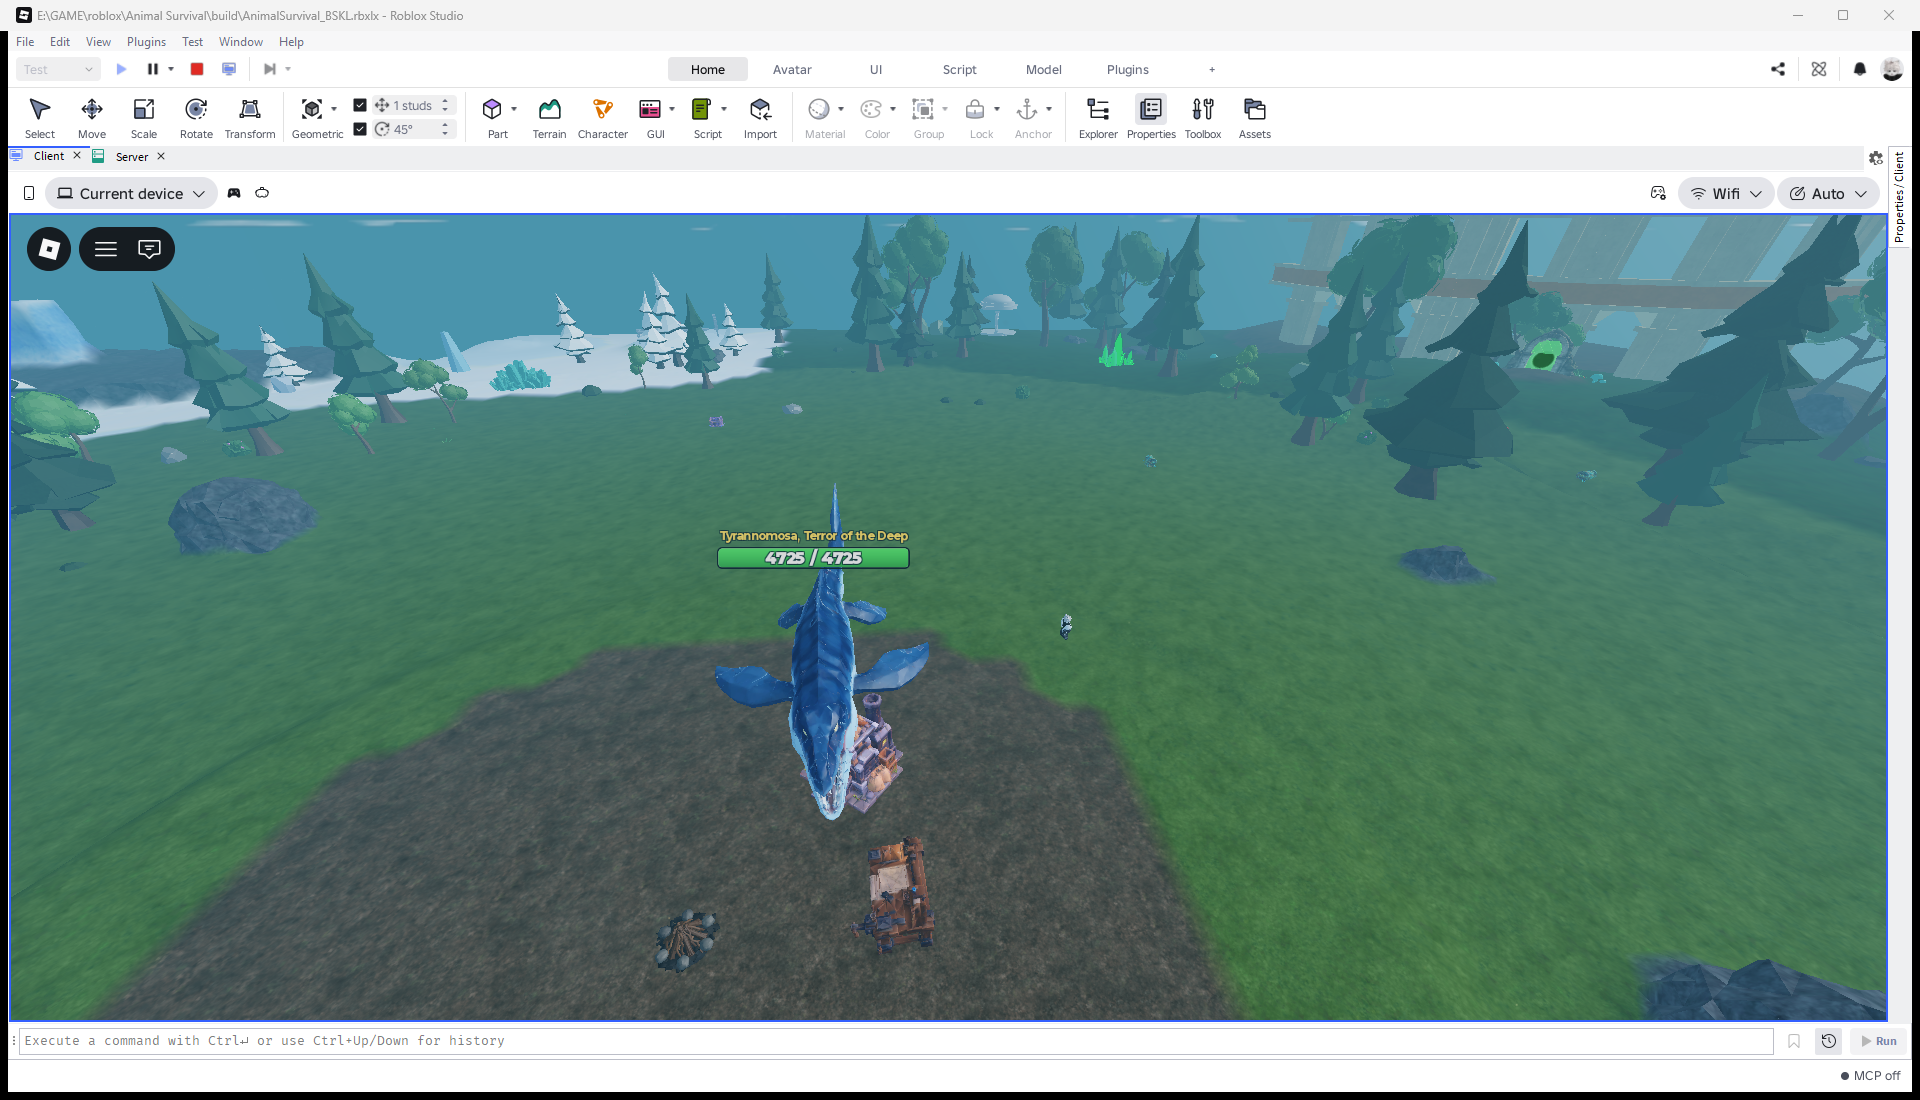 E:\GAME\roblox\Animal Survival\build\AnimalSurvival_BSKL.rbxlx - Roblox Studio
File Edit View Plugins Test Window Help
Test
Home Avatar UI Script Model Plugins +
1 studs
45°
Select Move Scale Rotate Transform Geometric Part Terrain Character GUI Script Import Material Color Group Lock Anchor Explorer Properties Toolbox Assets
Client Server
Current device
Wifi
Auto
Properties / Client
Tyrannomosa, Terror of the Deep
4725 / 4725
Execute a command with Ctrl↵ or use Ctrl+Up/Down for history
Run
MCP off